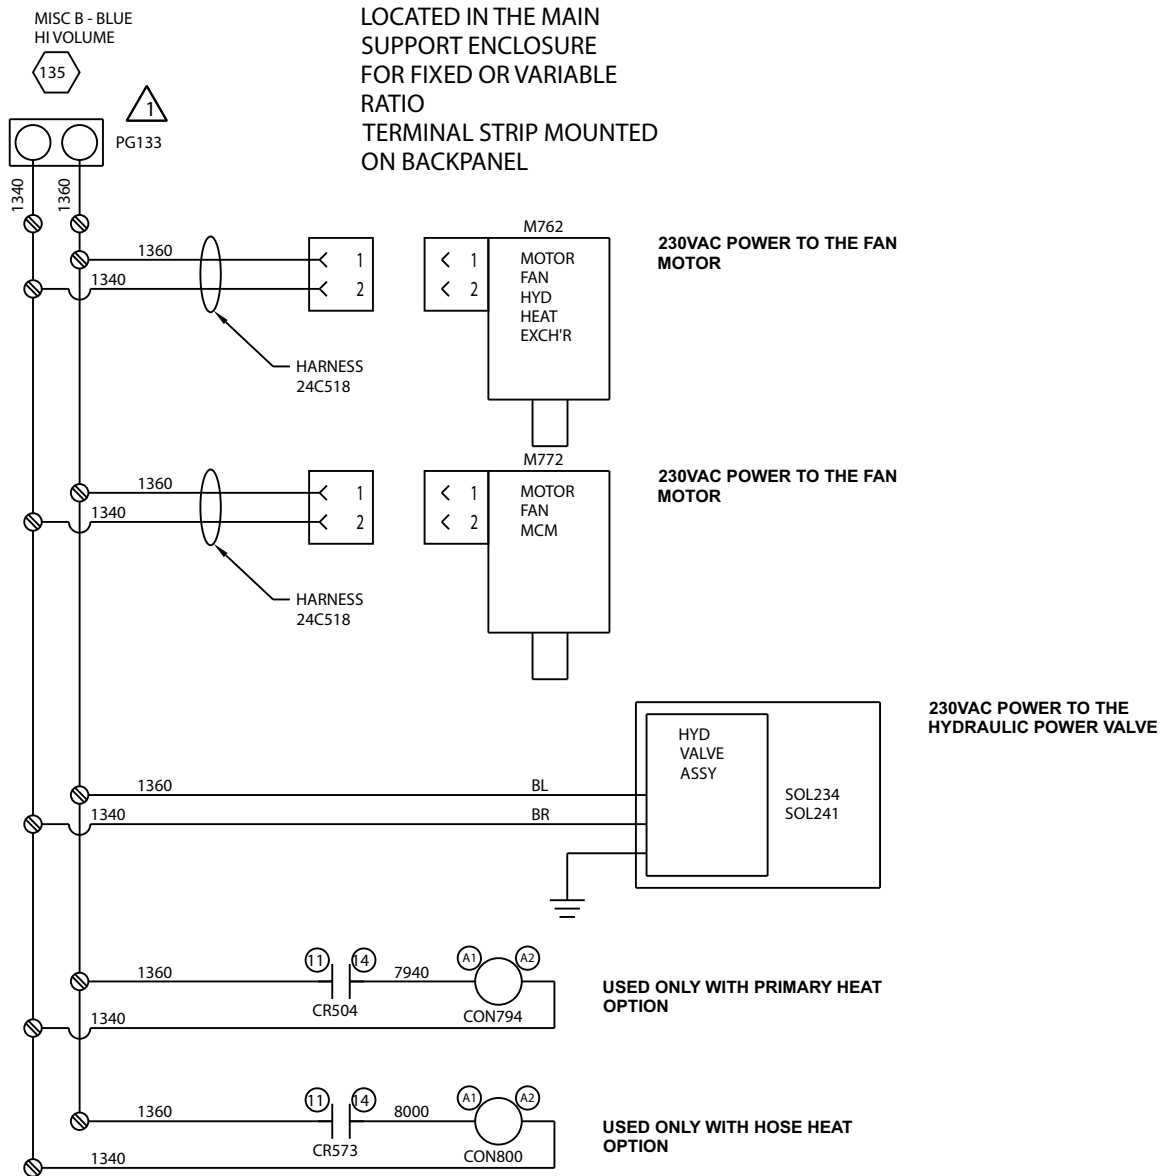 MISC B - BLUE
HI VOLUME
135
1
PG133
LOCATED IN THE MAIN
SUPPORT ENCLOSURE
FOR FIXED OR VARIABLE
RATIO
TERMINAL STRIP MOUNTED
ON BACKPANEL
1340
1360
1360
1340
1
2
1
2
M762
MOTOR
FAN
HYD
HEAT
EXCH'R
230VAC POWER TO THE FAN
MOTOR
HARNESS
24C518
1360
1340
1
2
1
2
M772
MOTOR
FAN
MCM
230VAC POWER TO THE FAN
MOTOR
HARNESS
24C518
1360
1340
BL
BR
HYD
VALVE
ASSY
SOL234
SOL241
230VAC POWER TO THE
HYDRAULIC POWER VALVE
1360
11
14
7940
A1
A2
CR504
CON794
1340
USED ONLY WITH PRIMARY HEAT
OPTION
1360
11
14
8000
A1
A2
CR573
CON800
1340
USED ONLY WITH HOSE HEAT
OPTION